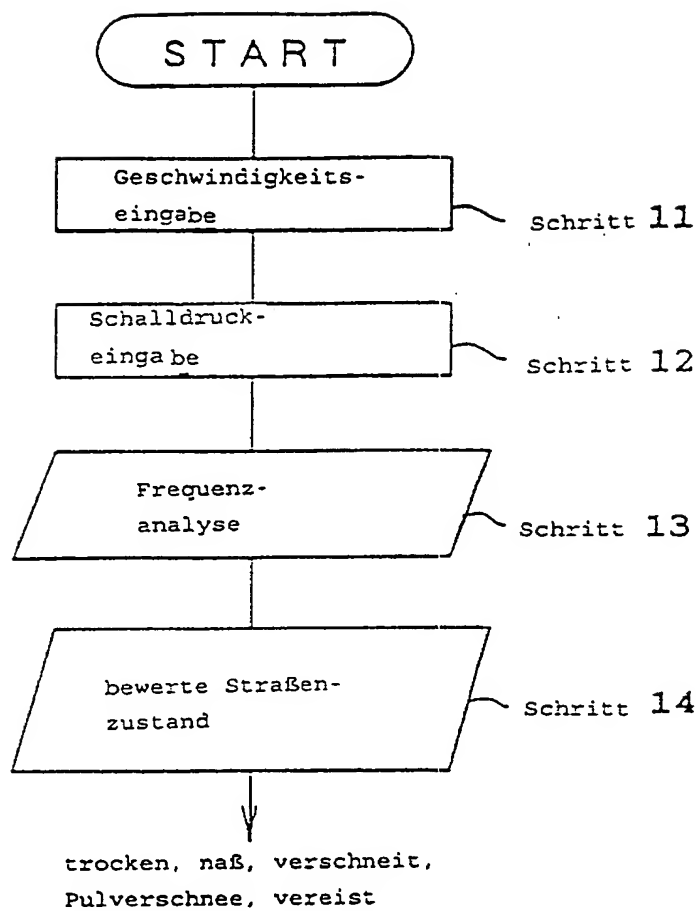 START
Geschwindigkeits-
eingabe
Schritt 11
Schalldruck-
eingabe
Schritt 12
Frequenz-
analyse
Schritt 13
bewerte Straßen-
zustand
Schritt 14
trocken, naß, verschneit,
Pulverschnee, vereist